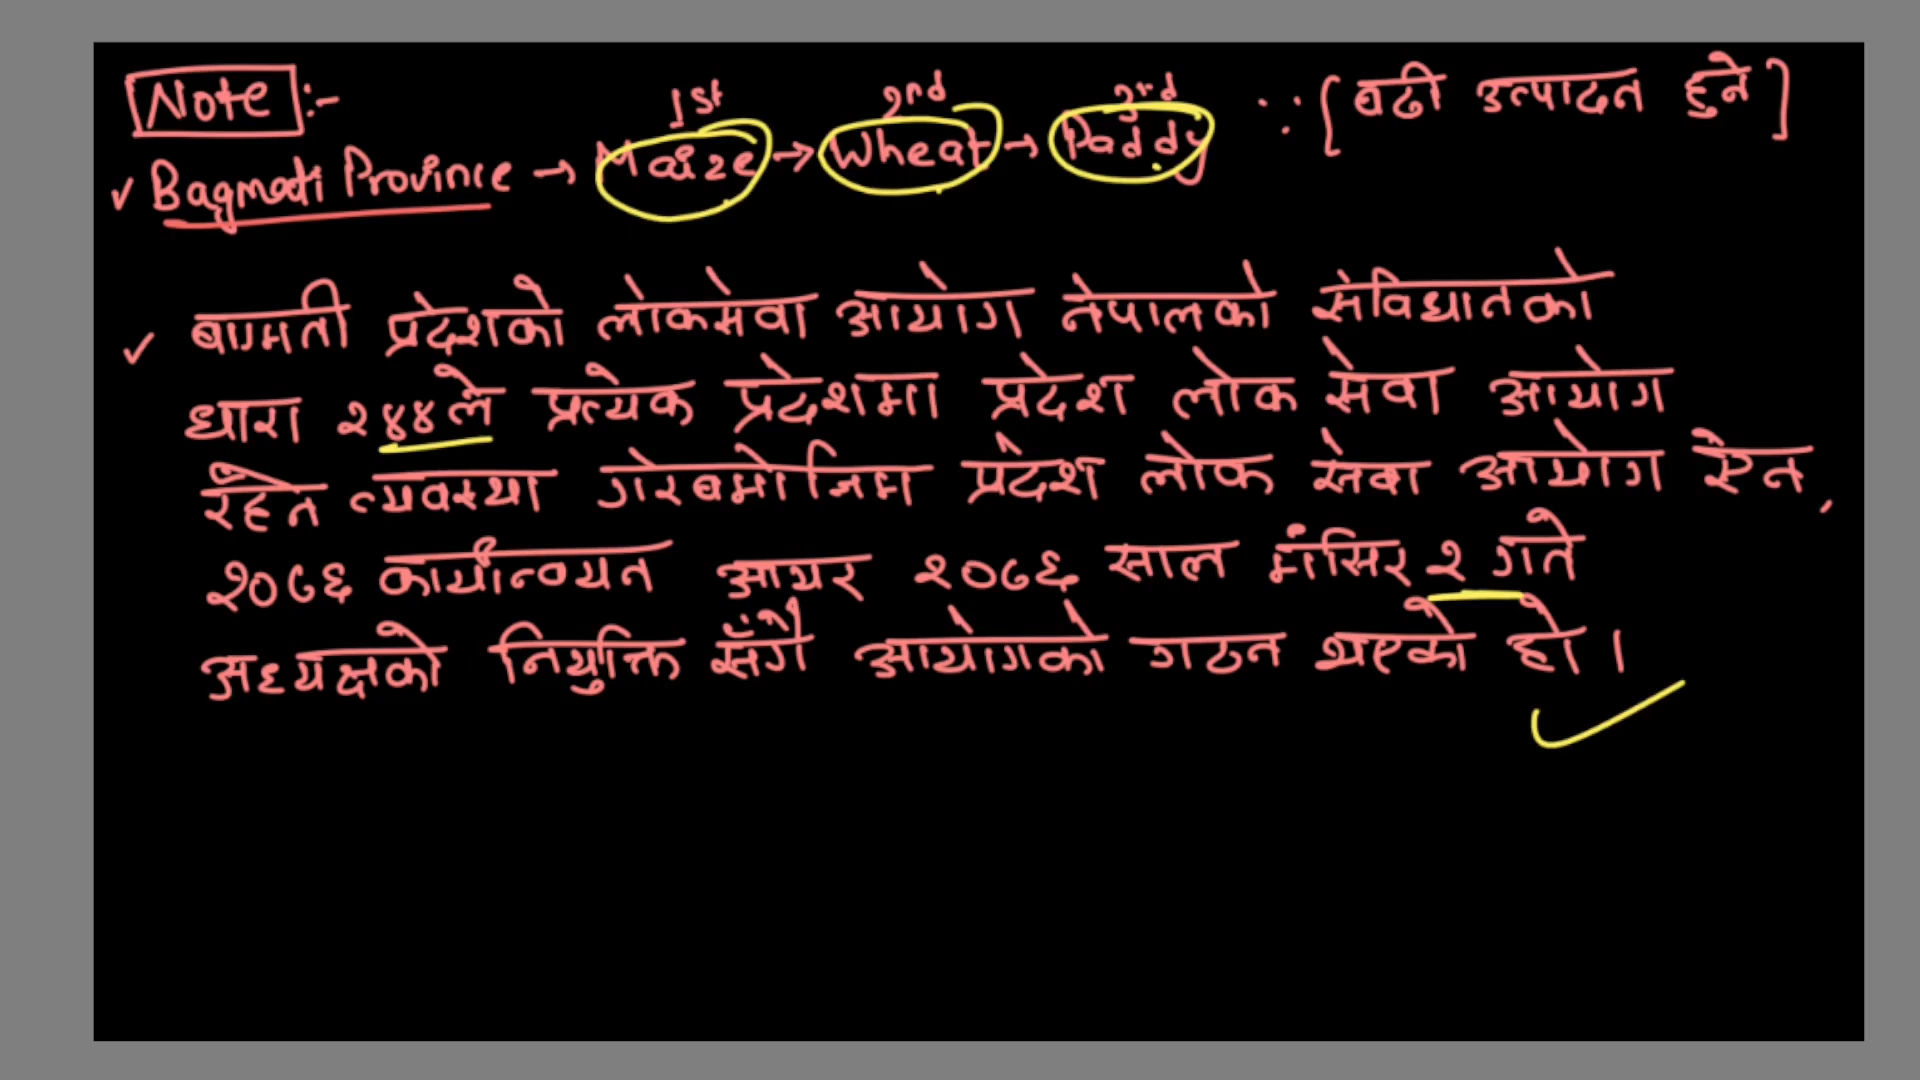 Note :-
1st 2nd 3rd ∵ [बढी उत्पादन हुने]
✓ Bagmati Province → Maize → Wheat → Paddy
✓ बाग्मती प्रदेशको लोकसेवा आयोग नेपालको संविधानको
धारा २४४ले प्रत्येक प्रदेशमा प्रदेश लोक सेवा आयोग
रहने व्यवस्था गरेबमोजिम प्रदेश लोक सेवा आयोग ऐन,
२०७६ कार्यान्वयन आएर २०७६ साल मंसिर २ गते
अध्यक्षको नियुक्ति सँगै आयोगको गठन भएको हो।